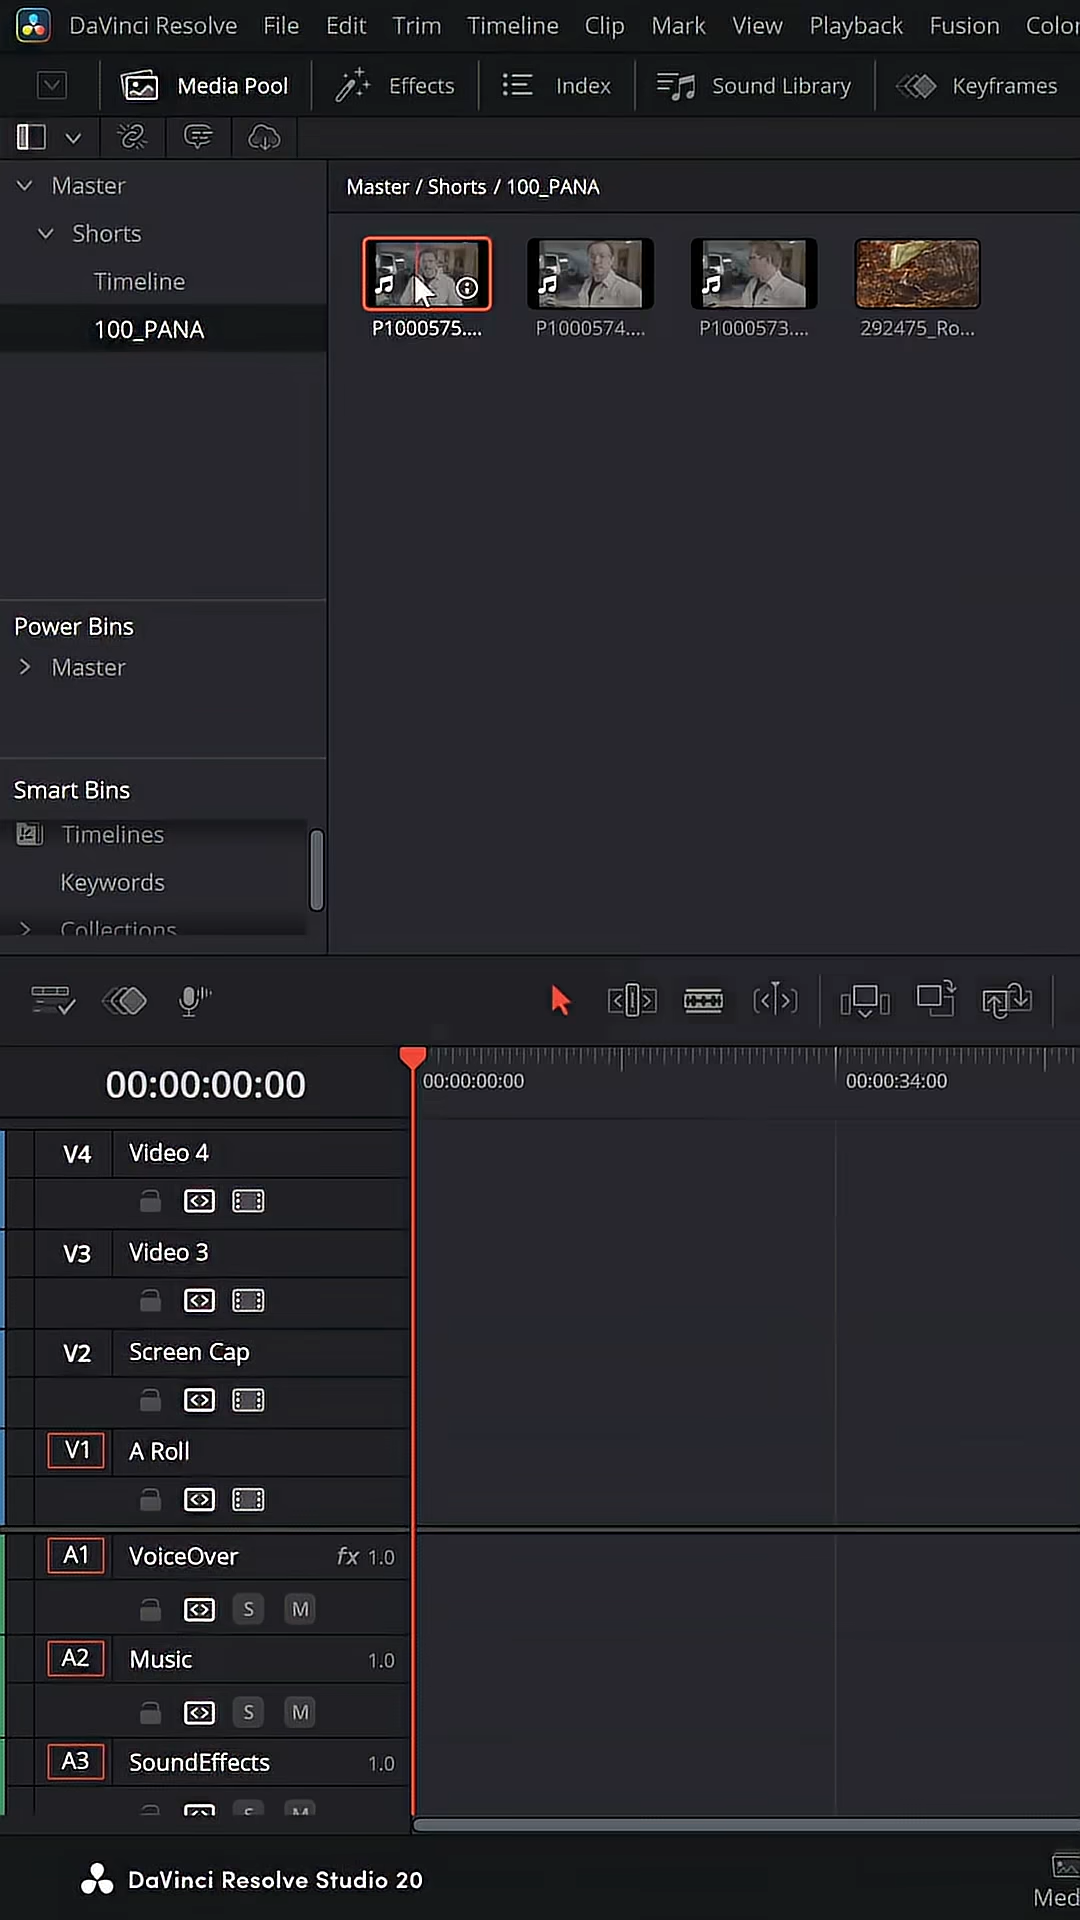 DaVinci Resolve File Edit Trim Timeline Clip Mark View Playback Fusion Color
Media Pool Effects Index Sound Library Keyframes
Master
Shorts
Timeline
100_PANA
Master / Shorts / 100_PANA
P1000575.... P1000574.... P1000573.... 292475_Ro...
Power Bins
Master
Smart Bins
Timelines
Keywords
Collections
00:00:00:00
00:00:00:00 00:00:34:00
V4 Video 4
V3 Video 3
V2 Screen Cap
V1 A Roll
A1 VoiceOver fx 1.0
S M
A2 Music 1.0
S M
A3 SoundEffects 1.0
S M
DaVinci Resolve Studio 20
Med